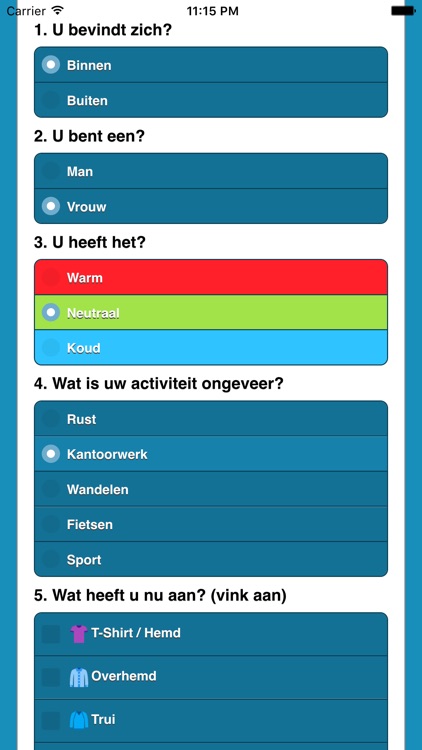 Carrier 11:15 PM
1. U bevindt zich?
Binnen
Buiten
2. U bent een?
Man
Vrouw
3. U heeft het?
Warm
Neutraal
Koud
4. Wat is uw activiteit ongeveer?
Rust
Kantoorwerk
Wandelen
Fietsen
Sport
5. Wat heeft u nu aan? (vink aan)
T-Shirt / Hemd
Overhemd
Trui